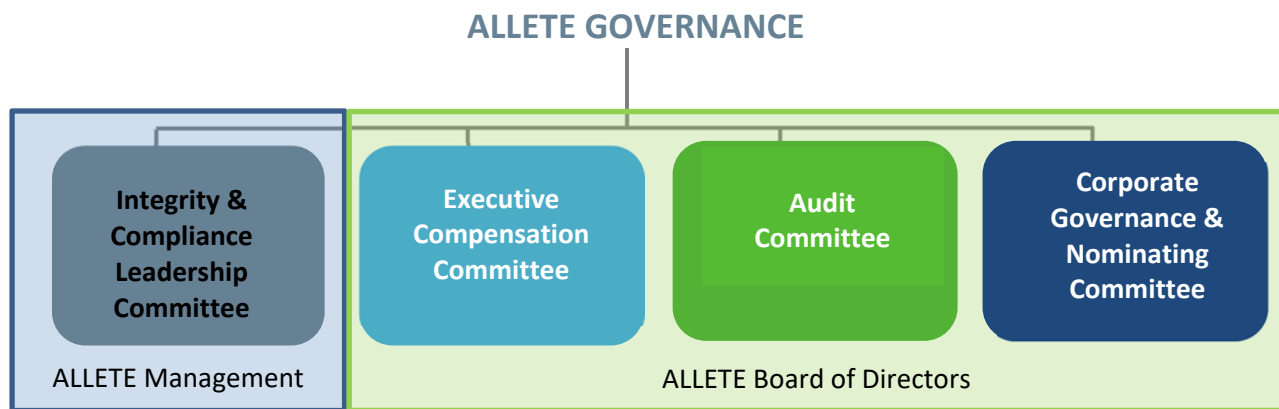 ALLETE GOVERNANCE
Integrity &
Compliance
Leadership
Committee
Executive
Compensation
Committee
Audit
Committee
Corporate
Governance &
Nominating
Committee
ALLETE Management
ALLETE Board of Directors